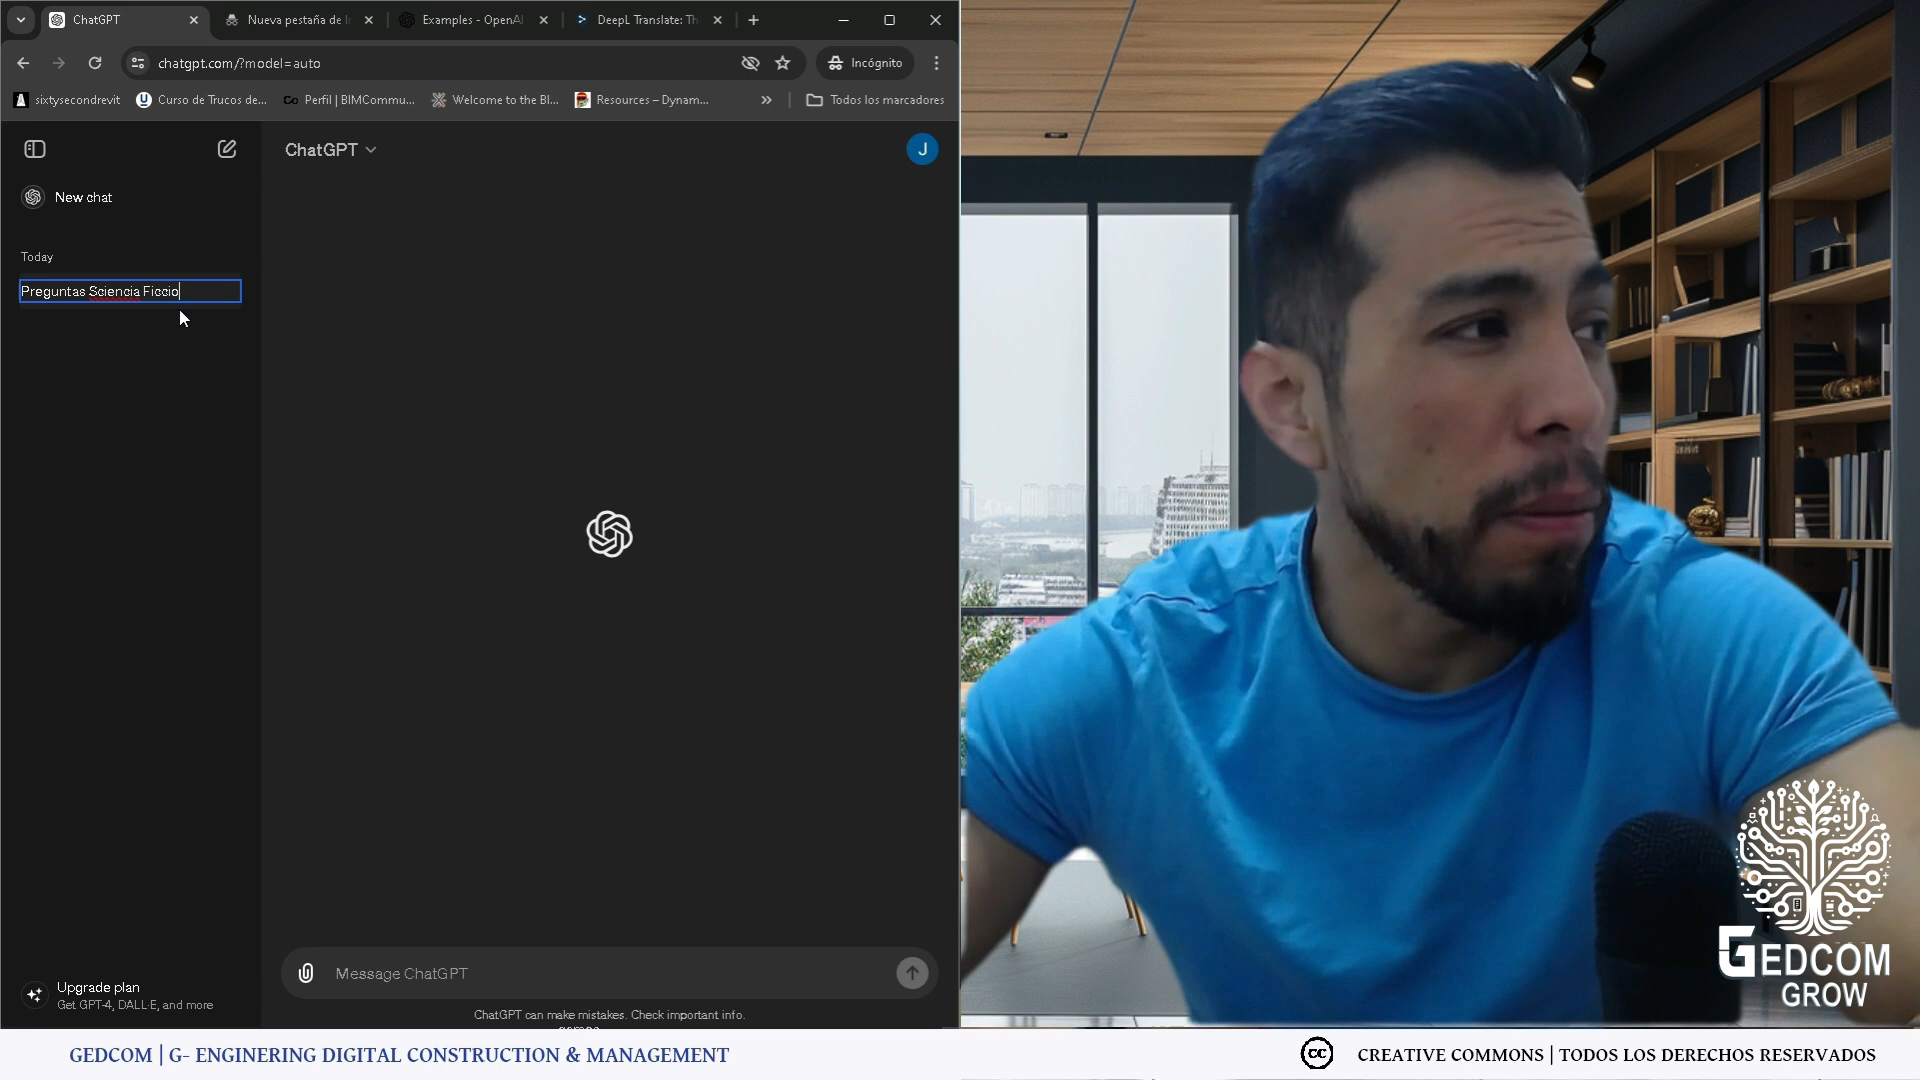 ChatGPT
Nueva pestaña de I
Examples - OpenAI
DeepL Translate: Th
chatgpt.com/?model=auto
Incógnito
sixtysecondrevit
Curso de Trucos de...
Perfil | BIMCommu...
Welcome to the BI...
Resources – Dynam...
Todos los marcadores
ChatGPT
J
New chat
Today
Preguntas Sciencia Ficcio
Message ChatGPT
Upgrade plan
Get GPT-4, DALL·E, and more
ChatGPT can make mistakes. Check important info.
GEDCOM
GROW
GEDCOM | G- ENGINERING DIGITAL CONSTRUCTION & MANAGEMENT
cc
CREATIVE COMMONS | TODOS LOS DERECHOS RESERVADOS